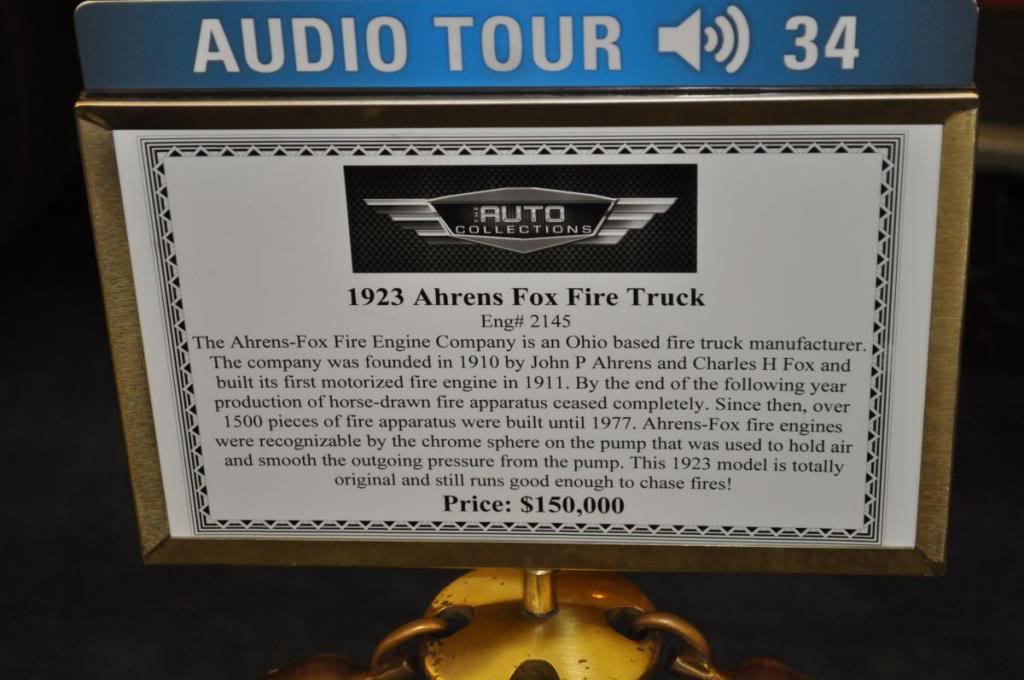 AUDIO TOUR 34
THE AUTO
COLLECTIONS
1923 Ahrens Fox Fire Truck
Eng# 2145
The Ahrens-Fox Fire Engine Company is an Ohio based fire truck manufacturer.
The company was founded in 1910 by John P Ahrens and Charles H Fox and
built its first motorized fire engine in 1911. By the end of the following year
production of horse-drawn fire apparatus ceased completely. Since then, over
1500 pieces of fire apparatus were built until 1977. Ahrens-Fox fire engines
were recognizable by the chrome sphere on the pump that was used to hold air
and smooth the outgoing pressure from the pump. This 1923 model is totally
original and still runs good enough to chase fires!
Price: $150,000